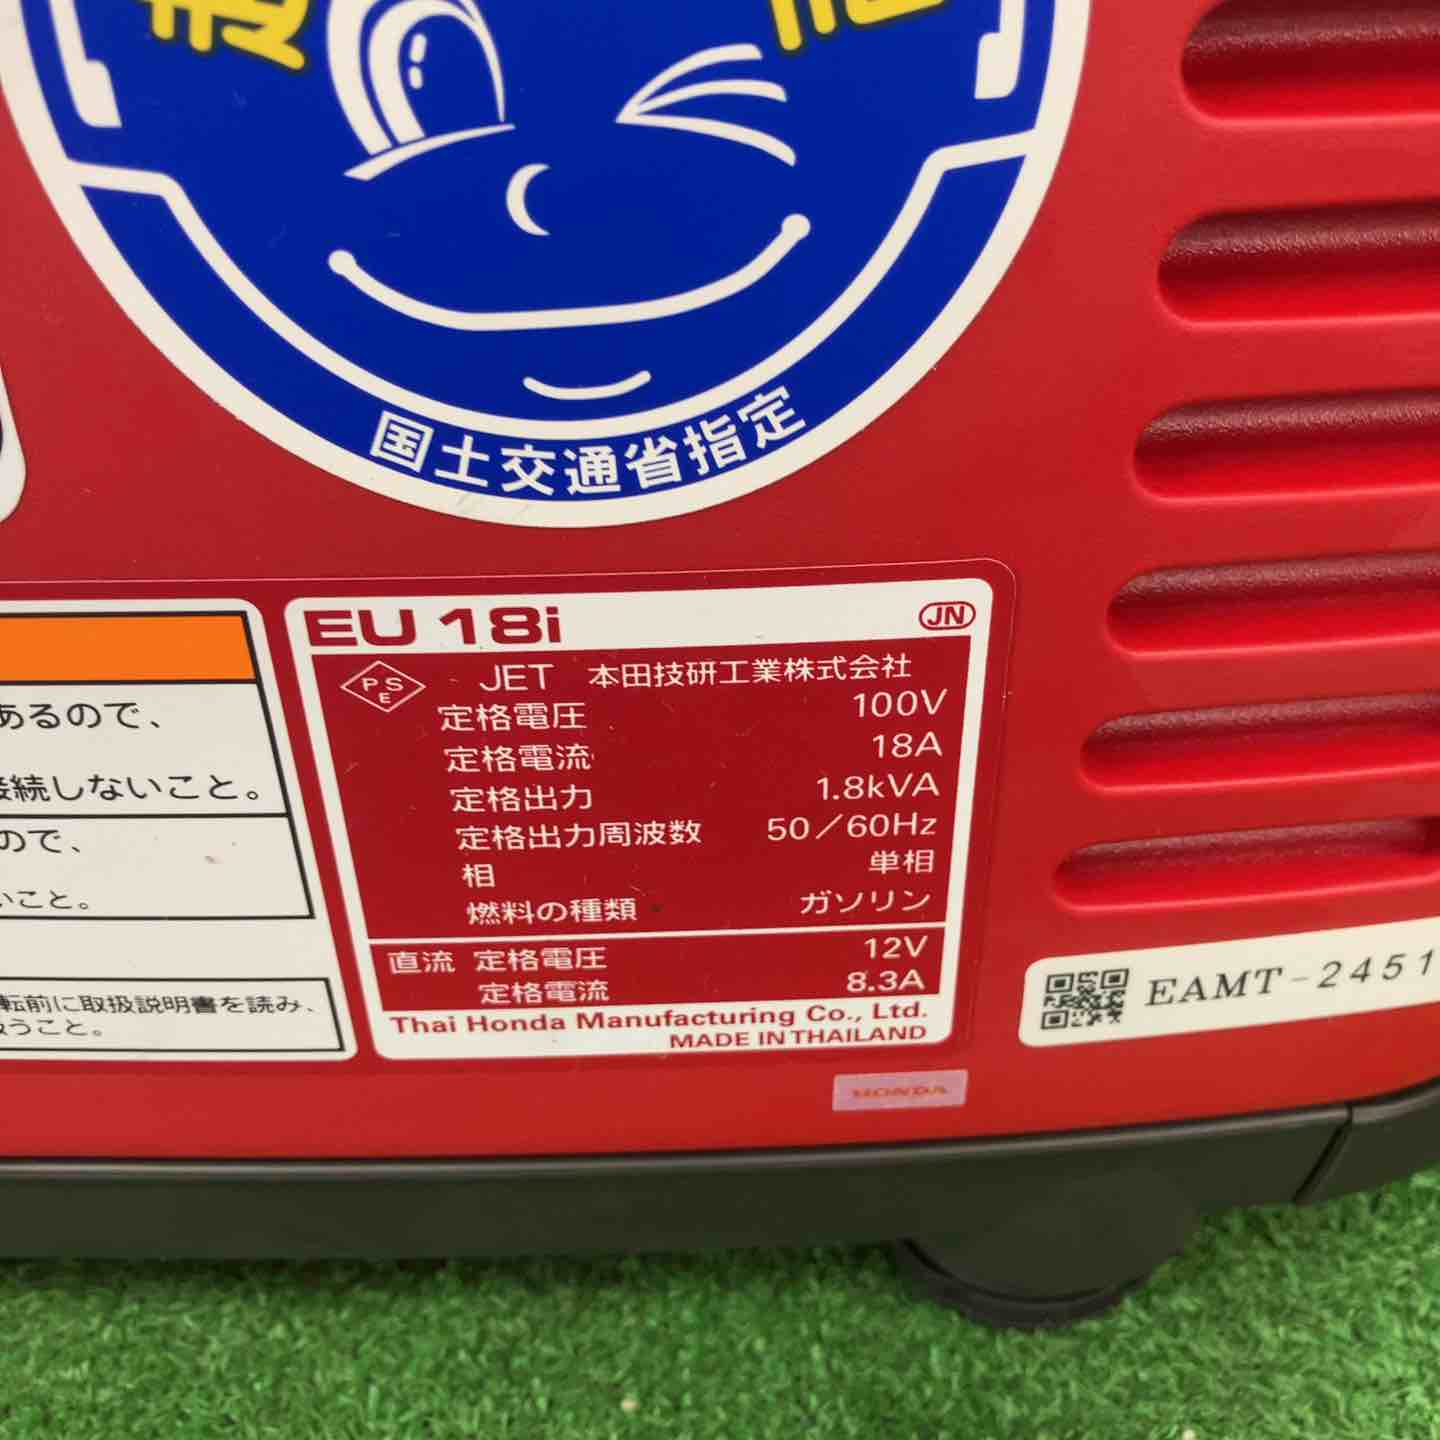 国土交通省指定
EU 18i
JN
PSE
JET 本田技研工業株式会社
定格電圧 100V
定格電流 18A
定格出力 1.8kVA
定格出力周波数 50／60Hz
相 単相
燃料の種類 ガソリン
直流 定格電圧 12V
定格電流 8.3A
Thai Honda Manufacturing Co., Ltd.
MADE IN THAILAND
HONDA
あるので、
続しないこと。
ので、
いこと。
転前に取扱説明書を読み、
うこと。
EAMT-2451